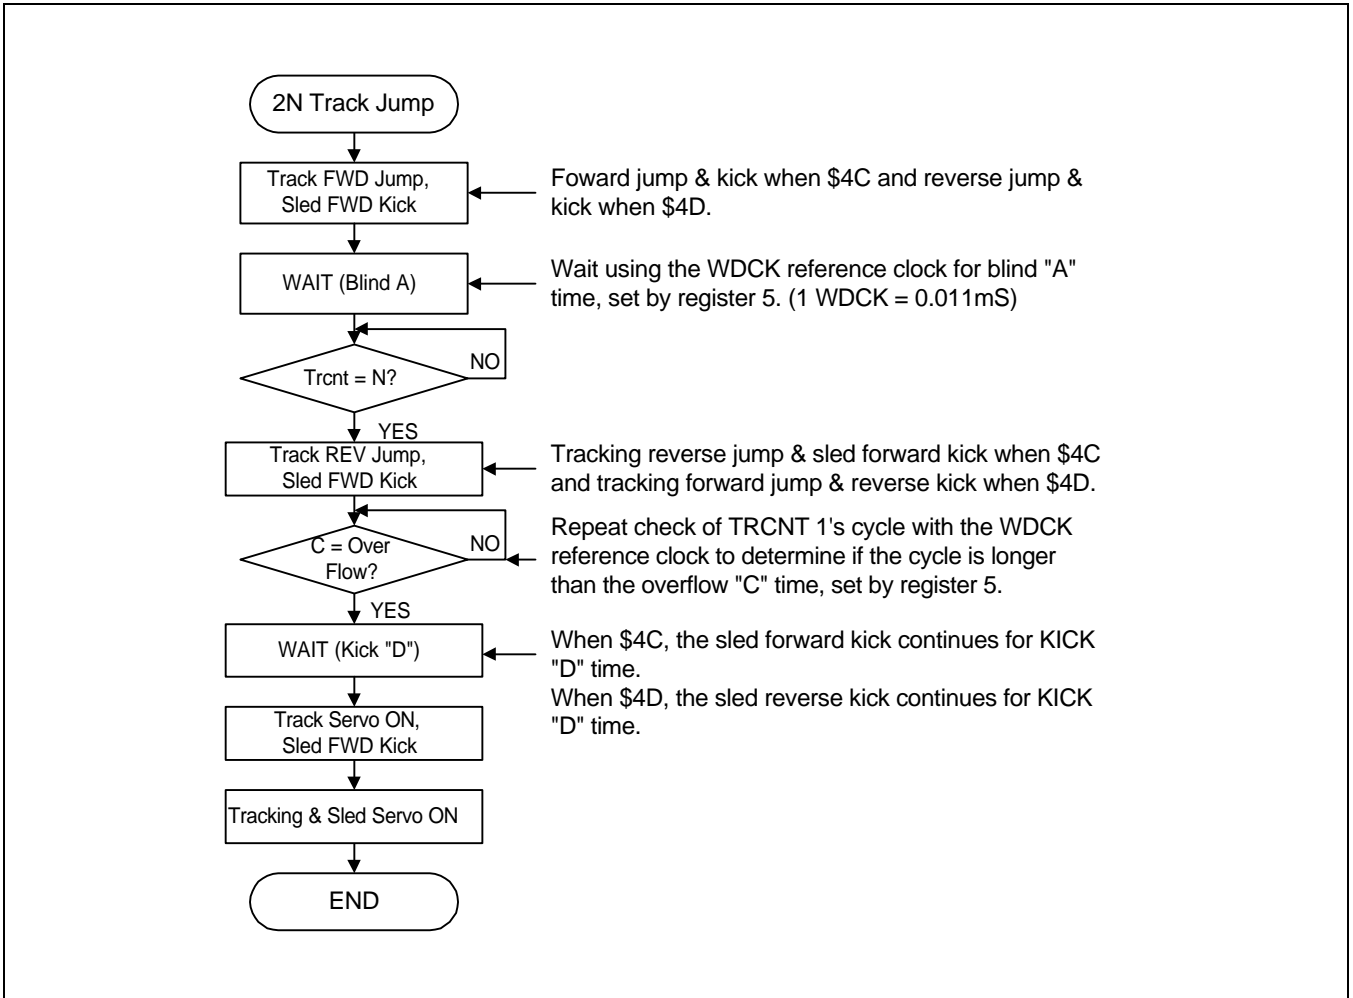 2N Track Jump
Track FWD Jump,
Sled FWD Kick
Foward jump & kick when $4C and reverse jump &
kick when $4D.
WAIT (Blind A)
Wait using the WDCK reference clock for blind "A"
time, set by register 5. (1 WDCK = 0.011mS)
NO
Trcnt = N?
YES
Track REV Jump,
Sled FWD Kick
Tracking reverse jump & sled forward kick when $4C
and tracking forward jump & reverse kick when $4D.
C = Over
Flow?
NO
Repeat check of TRCNT 1's cycle with the WDCK
reference clock to determine if the cycle is longer
than the overflow "C" time, set by register 5.
YES
WAIT (Kick "D")
When $4C, the sled forward kick continues for KICK
"D" time.
When $4D, the sled reverse kick continues for KICK
"D" time.
Track Servo ON,
Sled FWD Kick
Tracking & Sled Servo ON
END